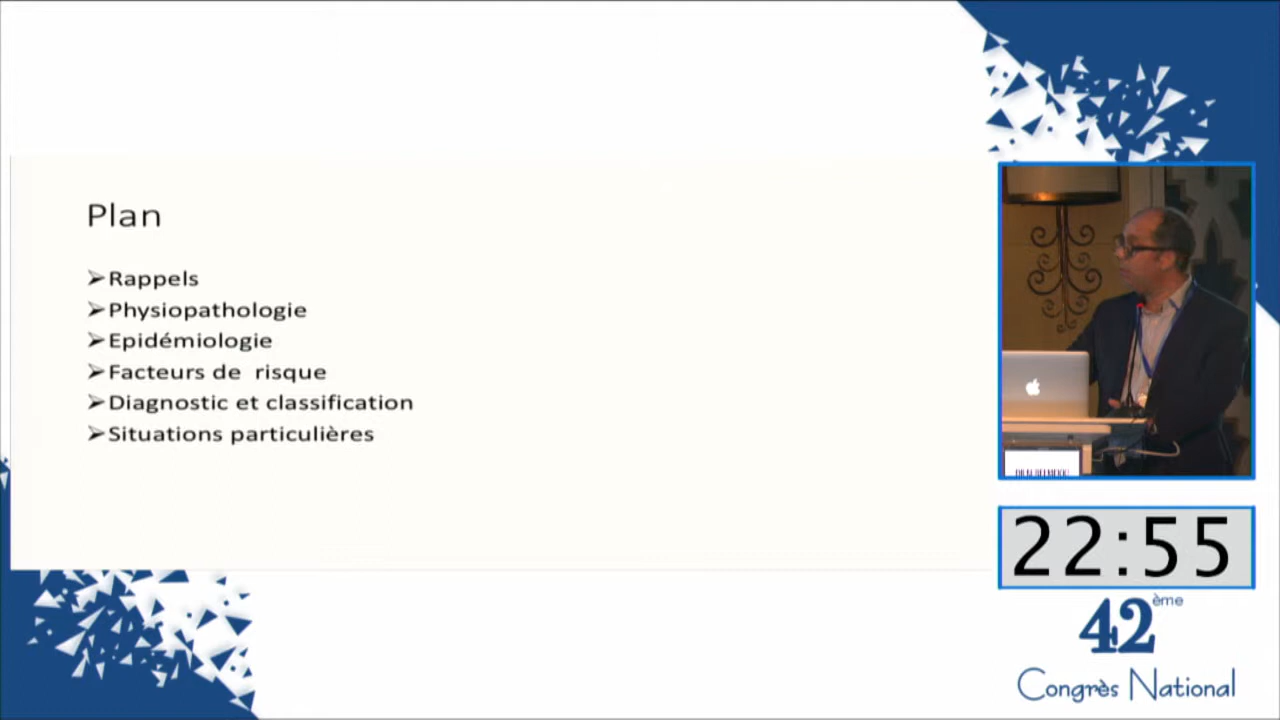 Plan
➢Rappels
➢Physiopathologie
➢Epidémiologie
➢Facteurs de  risque
➢Diagnostic et classification
➢Situations particulières
22:55
42ème
Congrès National